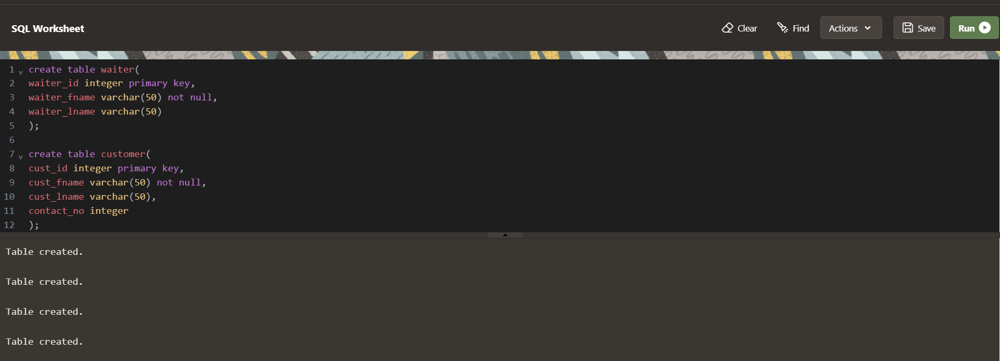 SQL Worksheet
Clear
Find
Actions
Save
Run
1 create table waiter(
2 waiter_id integer primary key,
3 waiter_fname varchar(50) not null,
4 waiter_lname varchar(50)
5 );
6
7 create table customer(
8 cust_id integer primary key,
9 cust_fname varchar(50) not null,
10 cust_lname varchar(50),
11 contact_no integer
12 );
Table created.
Table created.
Table created.
Table created.